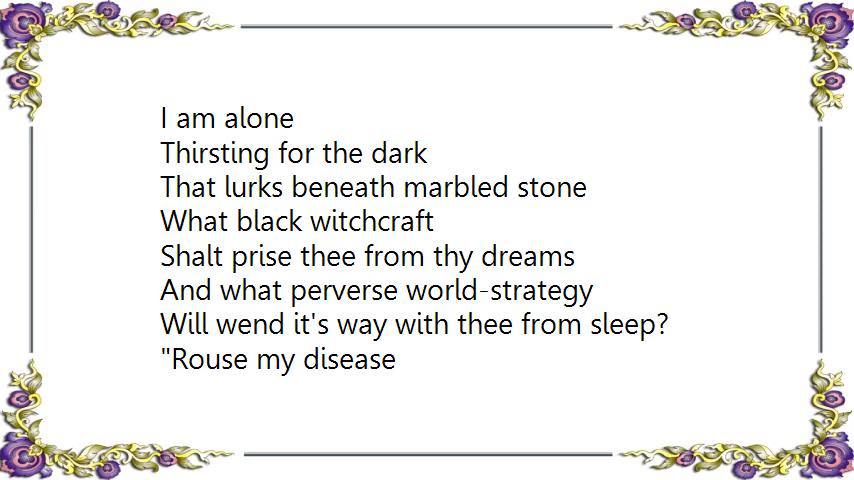 I am alone
Thirsting for the dark
That lurks beneath marbled stone
What black witchcraft
Shalt prise thee from thy dreams
And what perverse world-strategy
Will wend it's way with thee from sleep?
"Rouse my disease